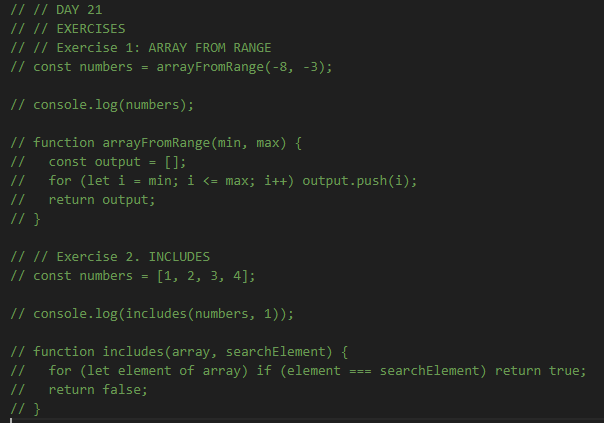 // // DAY 21
// // EXERCISES
// // Exercise 1: ARRAY FROM RANGE
// const numbers = arrayFromRange(-8, -3);
// console.log(numbers);
// function arrayFromRange(min, max) {
//   const output = [];
//   for (let i = min; i <= max; i++) output.push(i);
//   return output;
// }
// // Exercise 2. INCLUDES
// const numbers = [1, 2, 3, 4];
// console.log(includes(numbers, 1));
// function includes(array, searchElement) {
//   for (let element of array) if (element === searchElement) return true;
//   return false;
// }